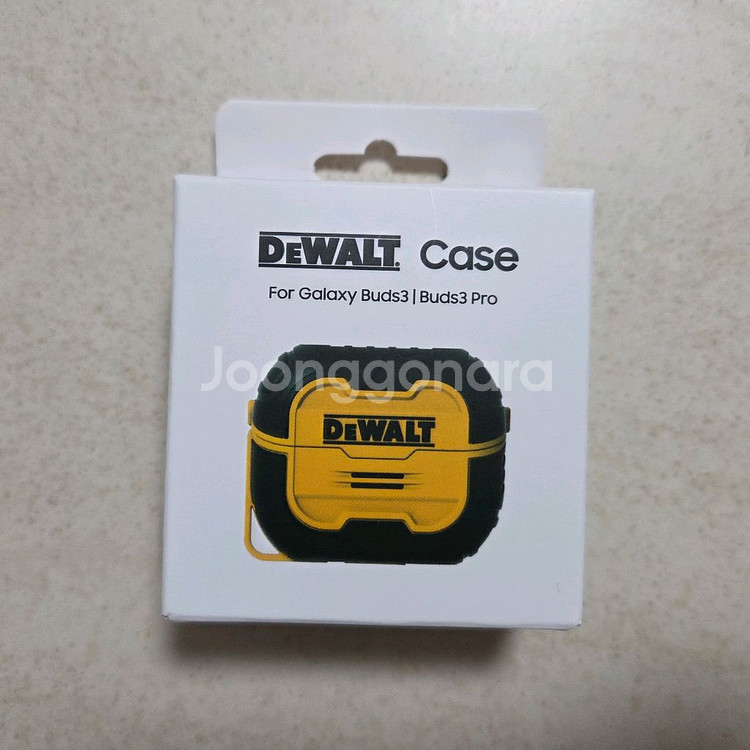 DEWALT. Case
For Galaxy Buds3 | Buds3 Pro
Joonggonara
DEWALT